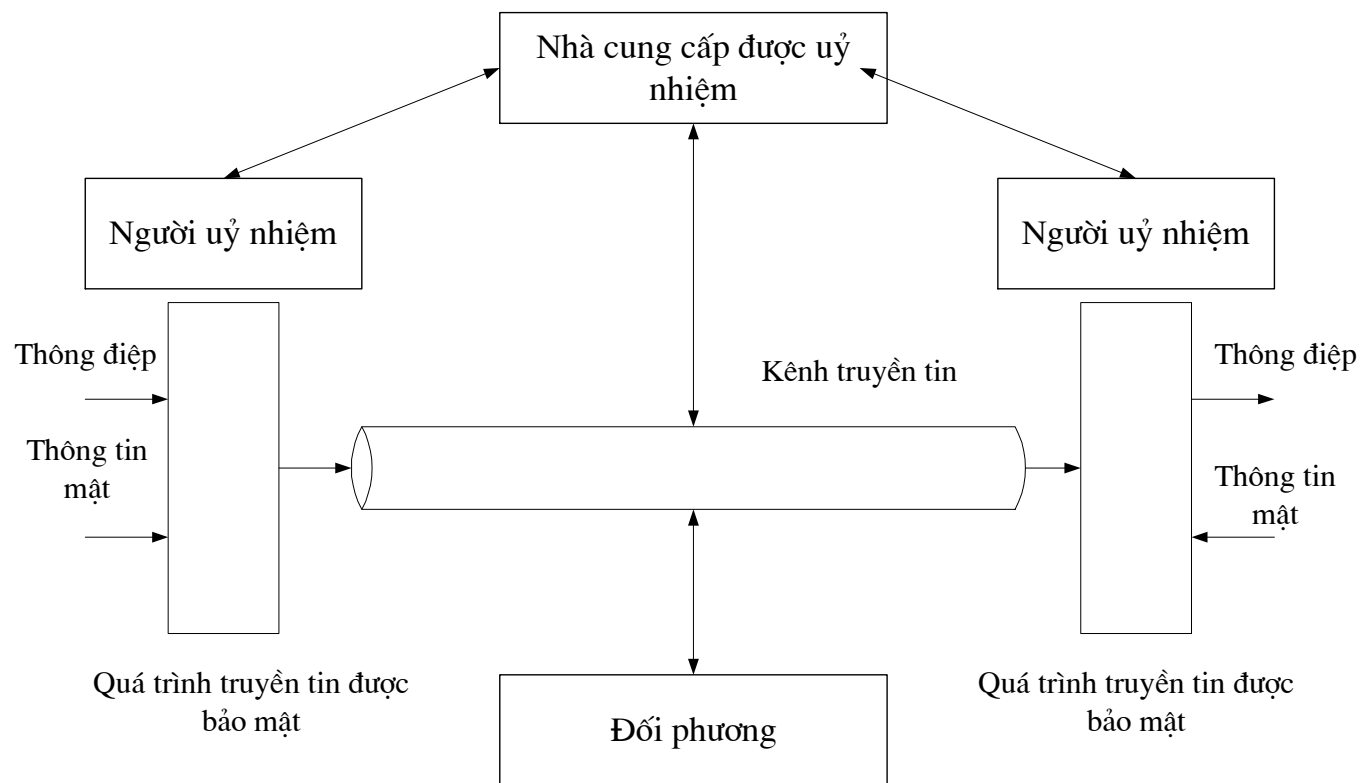 Nhà cung cấp được uỷ
nhiệm
Người uỷ nhiệm
Người uỷ nhiệm
Thông điệp
Kênh truyền tin
Thông điệp
Thông tin
mật
Thông tin
mật
Quá trình truyền tin được
bảo mật
Quá trình truyền tin được
bảo mật
Đối phương